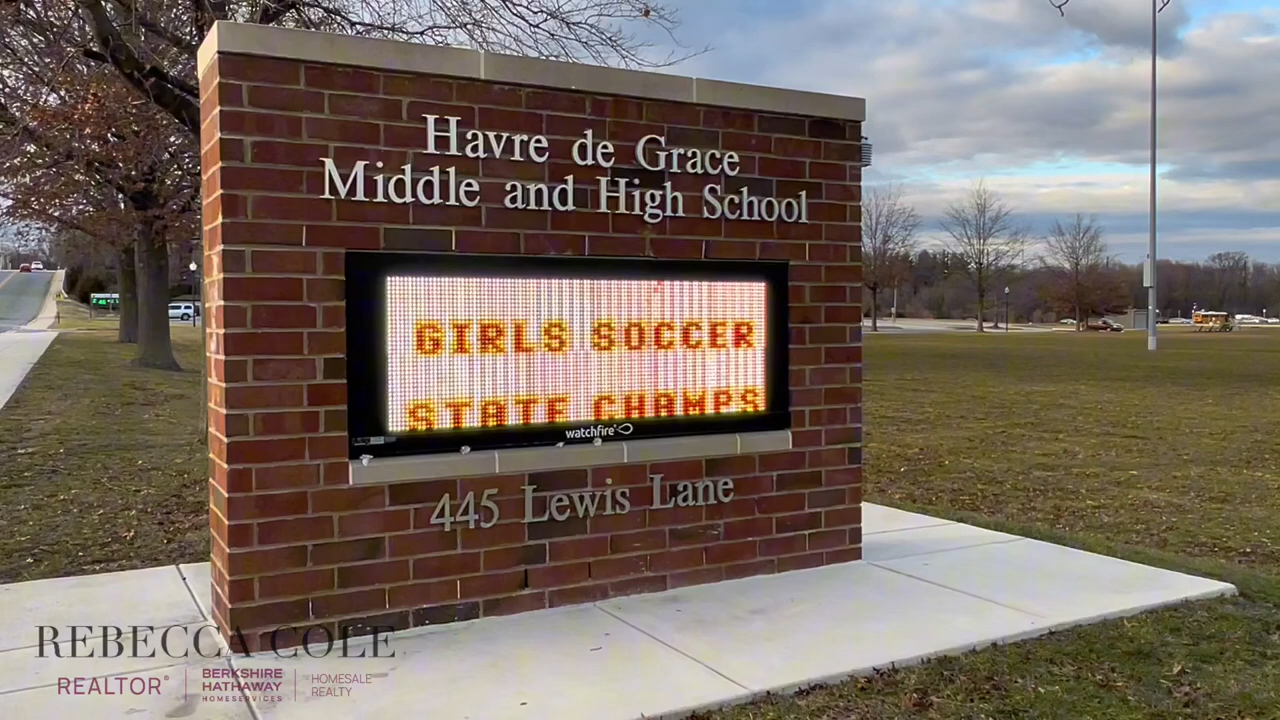 Havre de Grace
Middle and High School
GIRLS SOCCER
STATE CHAMPS
watchfire
445 Lewis Lane
REBECCA COLE
REALTOR®
BERKSHIRE
HATHAWAY
HOMESERVICES
HOMESALE
REALTY